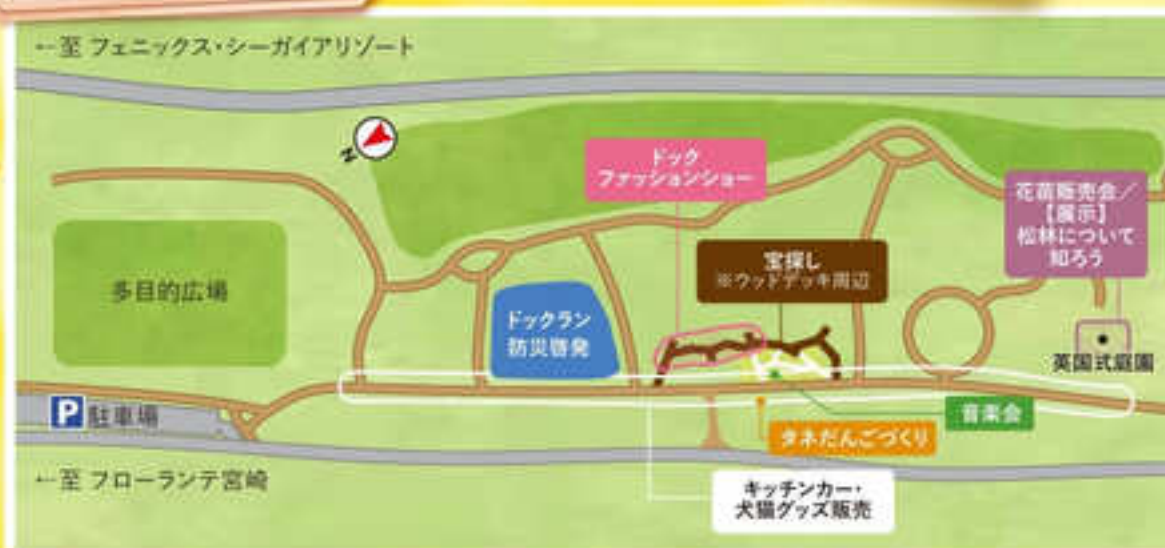 ←至 フェニックス・シーガイアリゾート
N
ドック
ファッションショー
花苗販売会／
【展示】
松林について
知ろう
宝探し
※ウッドデッキ周辺
多目的広場
ドックラン
防災啓発
英国式庭園
P 駐車場
音楽会
タネだんごづくり
←至 フローランテ宮崎
キッチンカー・
犬猫グッズ販売